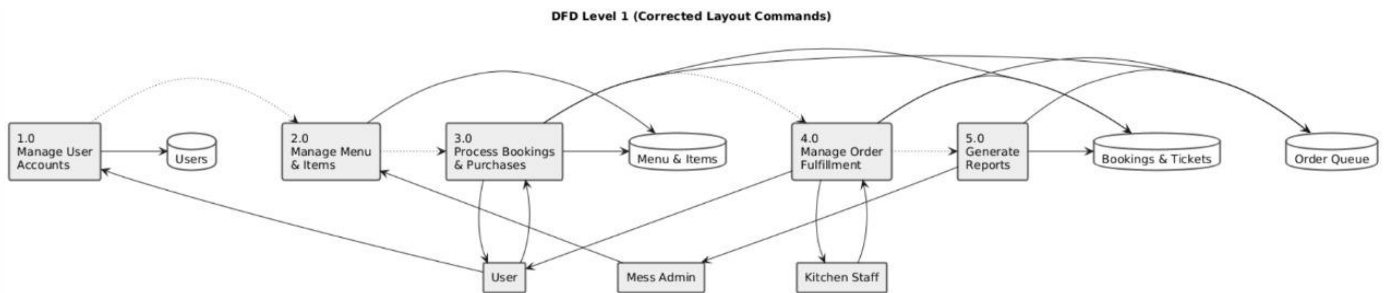 DFD Level 1 (Corrected Layout Commands)
1.0
Manage User
Accounts
Users
2.0
Manage Menu
& Items
3.0
Process Bookings
& Purchases
Menu & Items
4.0
Manage Order
Fulfillment
5.0
Generate
Reports
Bookings & Tickets
Order Queue
User
Mess Admin
Kitchen Staff